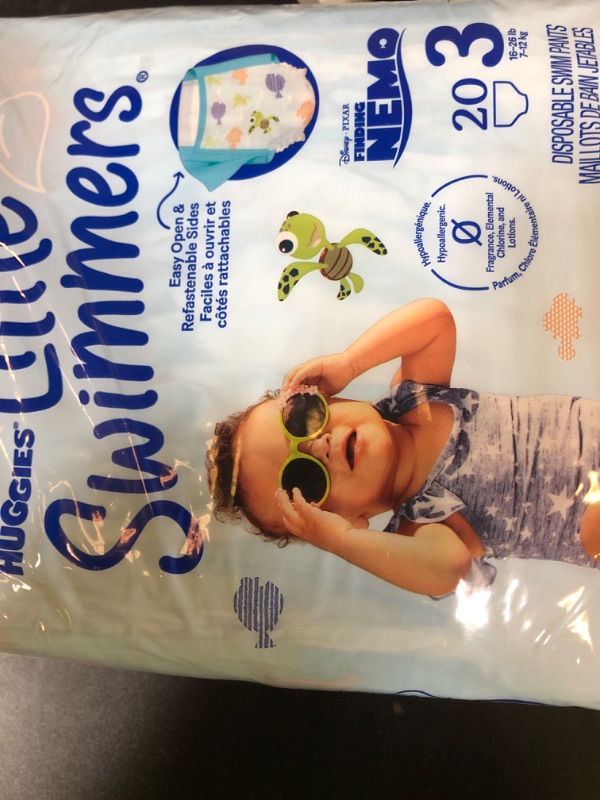 HUGGIES®
Little
Swimmers®
Easy Open &
Refastenable Sides
Faciles à ouvrir et
côtés rattachables
Disney · PIXAR
FINDING
NEMO
3
16-26 lb
7-12 kg
20
DISPOSABLE SWIM PANTS
MAILLOTS DE BAIN JETABLES
Hypoallergénique.
Hypoallergenic.
Fragrance, Elemental
Chlorine, and
Lotions.
Parfum, Chlore Élémentaire ni Lotions.